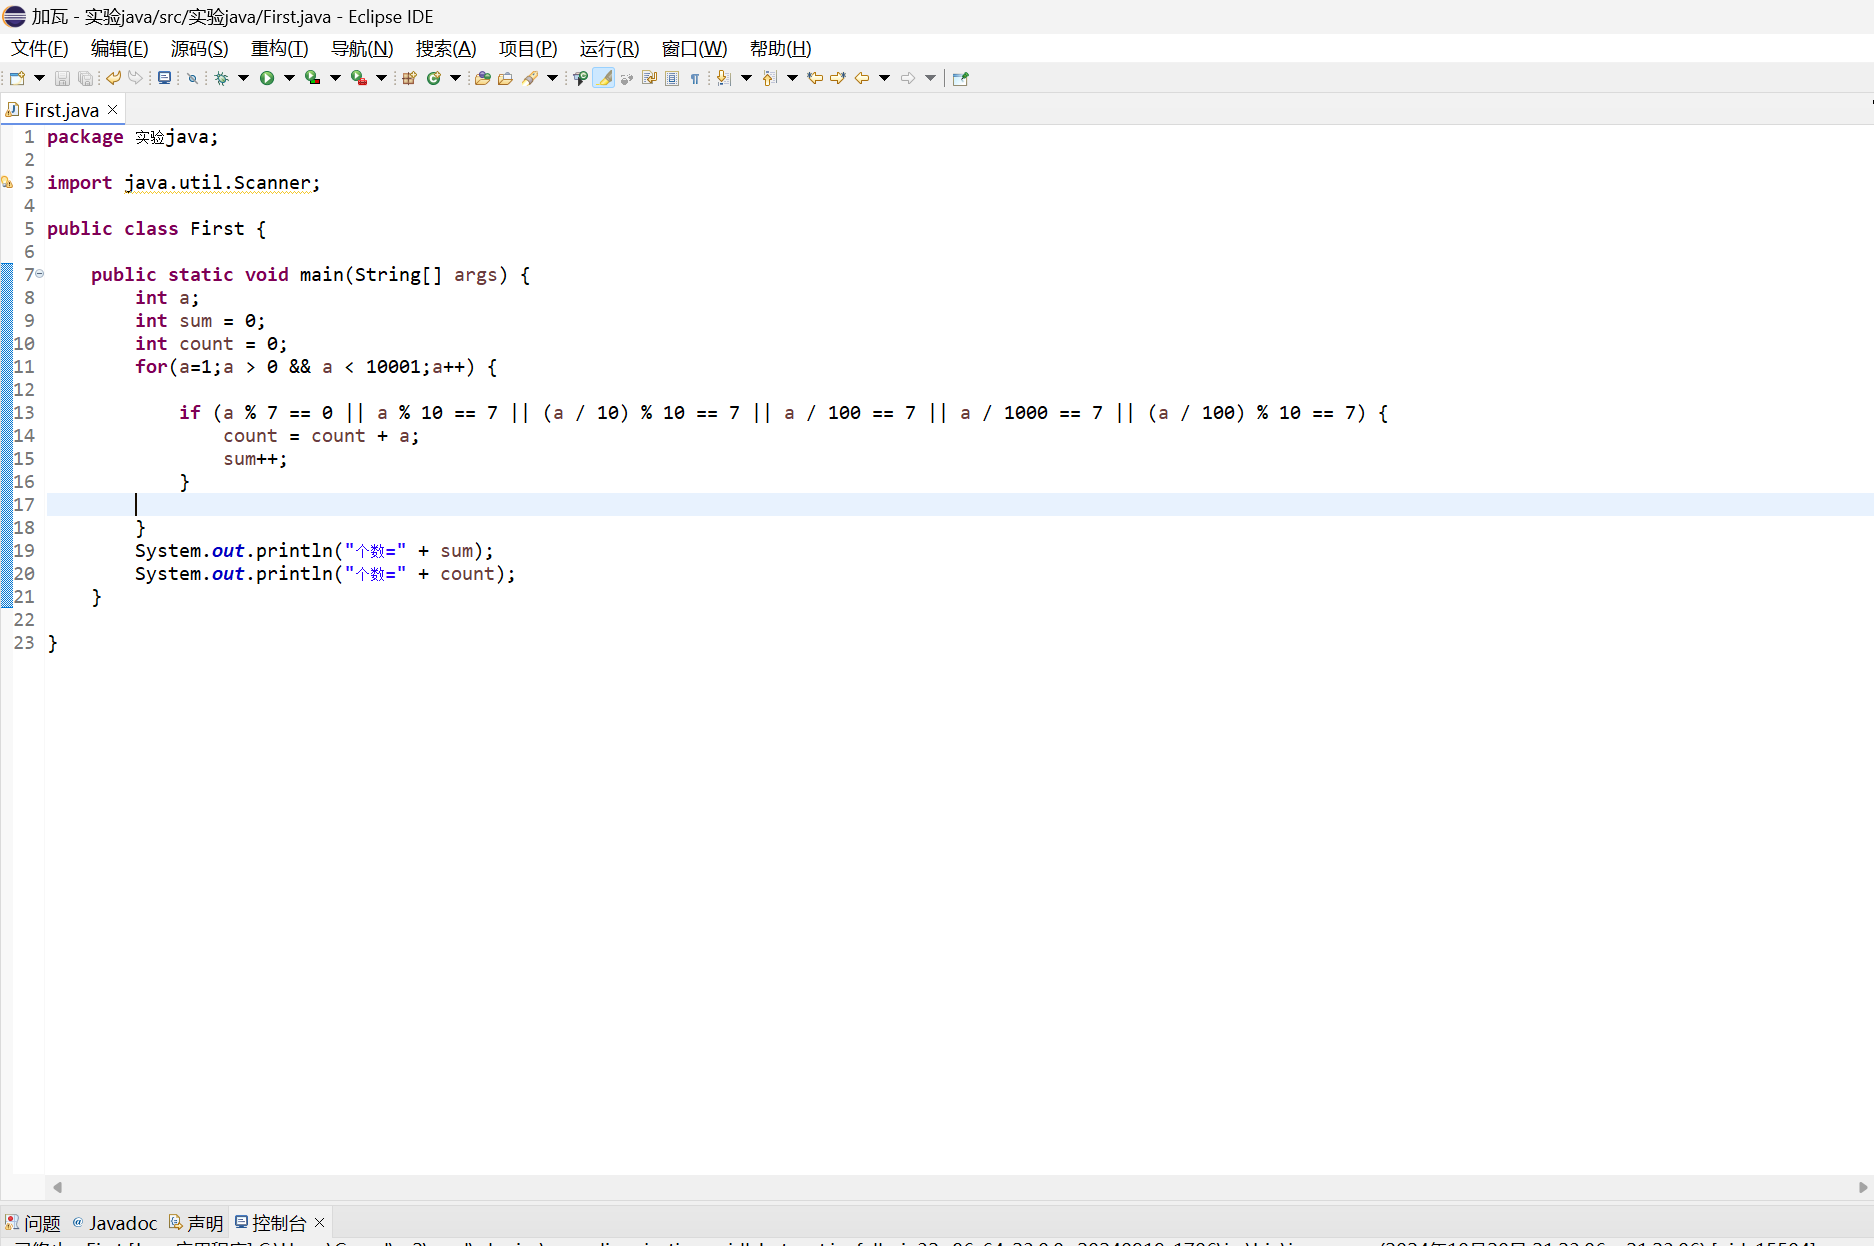 加瓦 - 实验java/src/实验java/First.java - Eclipse IDE
文件(F) 编辑(E) 源码(S) 重构(T) 导航(N) 搜索(A) 项目(P) 运行(R) 窗口(W) 帮助(H)
First.java
1 package 实验java;
2
3 import java.util.Scanner;
4
5 public class First {
6
7 public static void main(String[] args) {
8 int a;
9 int sum = 0;
10 int count = 0;
11 for(a=1;a > 0 && a < 10001;a++) {
12
13 if (a % 7 == 0 || a % 10 == 7 || (a / 10) % 10 == 7 || a / 100 == 7 || a / 1000 == 7 || (a / 100) % 10 == 7) {
14 count = count + a;
15 sum++;
16 }
17
18 }
19 System.out.println("个数=" + sum);
20 System.out.println("个数=" + count);
21 }
22
23 }
问题 @ Javadoc 声明 控制台